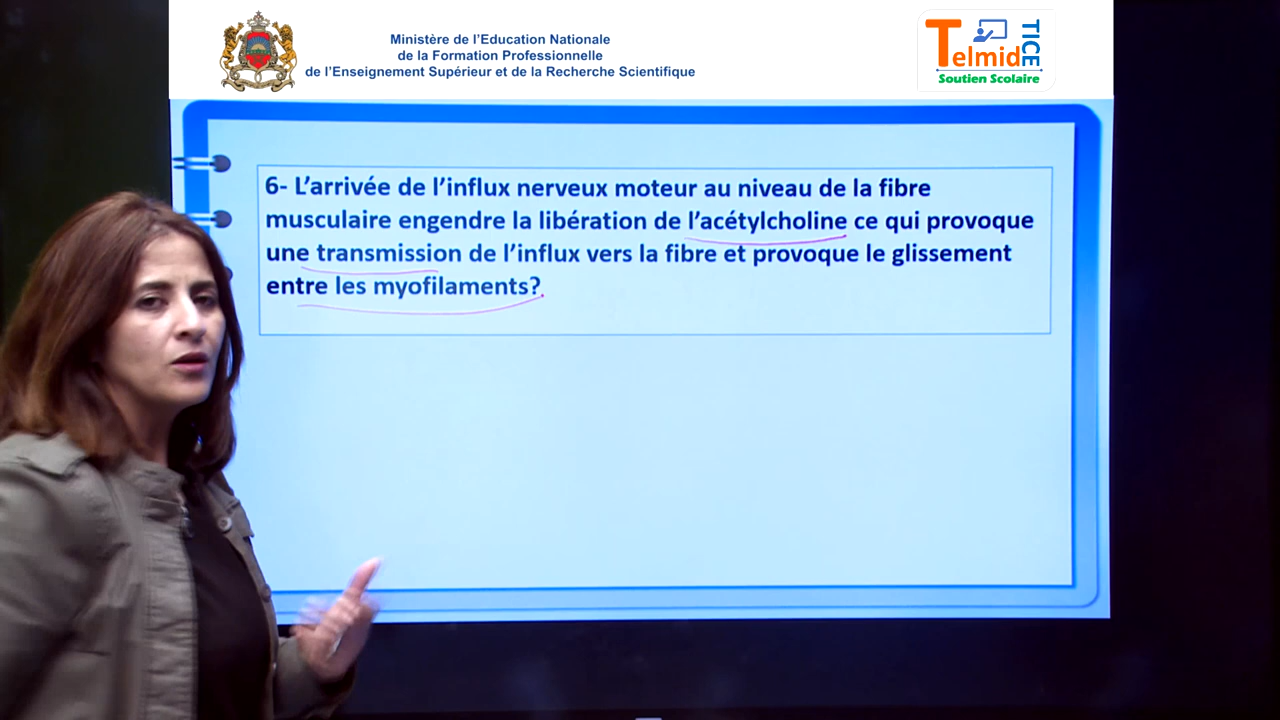 Ministère de l'Education Nationale
de la Formation Professionnelle
de l'Enseignement Supérieur et de la Recherche Scientifique
TelmidTICE
Soutien Scolaire
6- L'arrivée de l'influx nerveux moteur au niveau de la fibre
musculaire engendre la libération de l'acétylcholine ce qui provoque
une transmission de l'influx vers la fibre et provoque le glissement
entre les myofilaments?